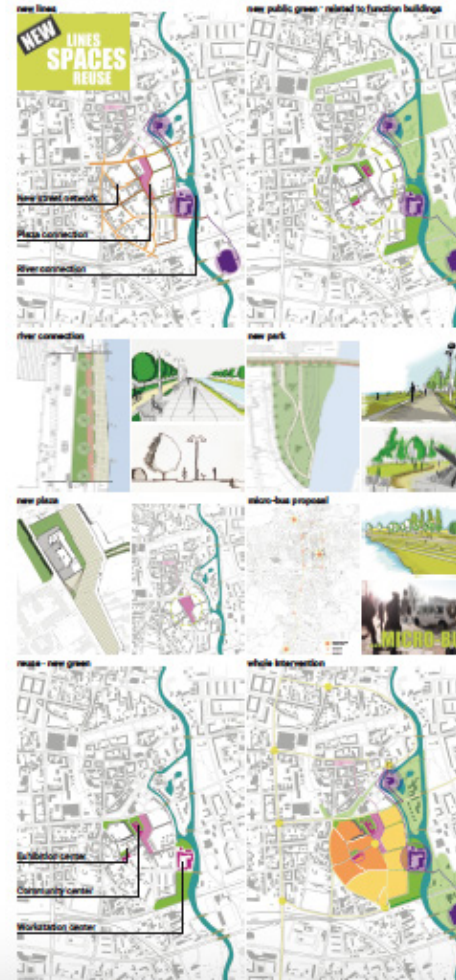 new lines
new public green - related to function buildings
NEW
LINES
SPACES
REUSE
New street network
Plaza connection
River connection
river connection
new park
new plaza
micro-bus proposal
...MICRO-BU
reuse - new green
whole intervention
Exhibition center
Community center
Workstation center